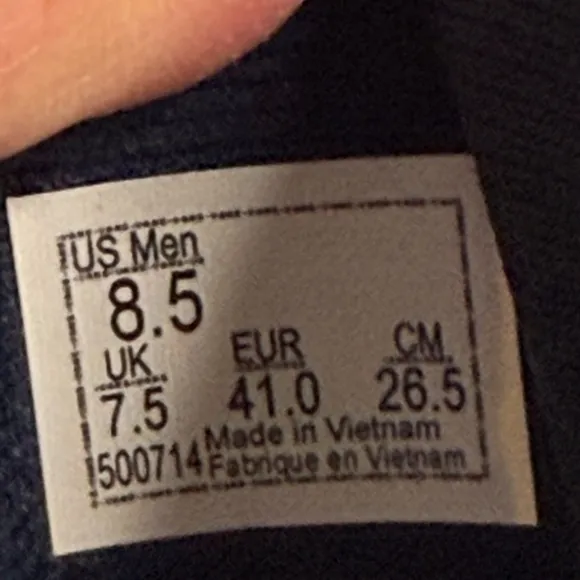 US Men
8.5
UK EUR CM
7.5 41.0 26.5
Made in Vietnam
500714 Fabrique en Vietnam